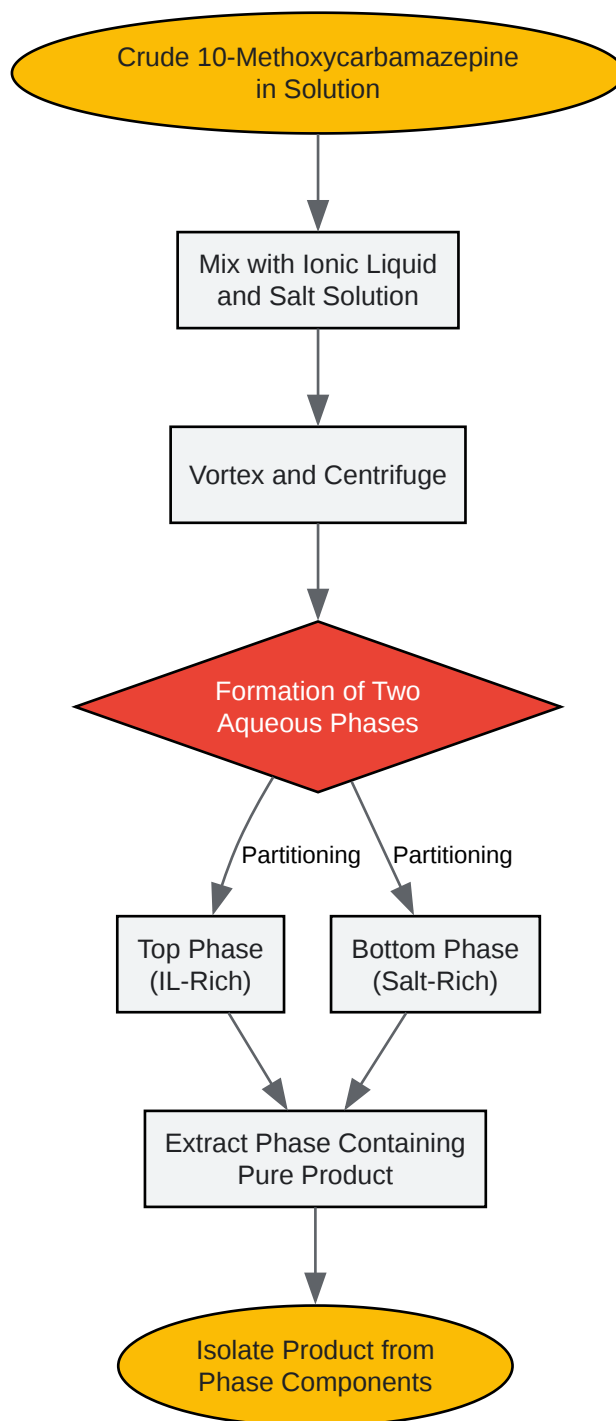 Crude 10-Methoxycarbamazepine
in Solution
Mix with Ionic Liquid
and Salt Solution
Vortex and Centrifuge
Formation of Two
Aqueous Phases
Partitioning
Partitioning
Top Phase
(IL-Rich)
Bottom Phase
(Salt-Rich)
Extract Phase Containing
Pure Product
Isolate Product from
Phase Components